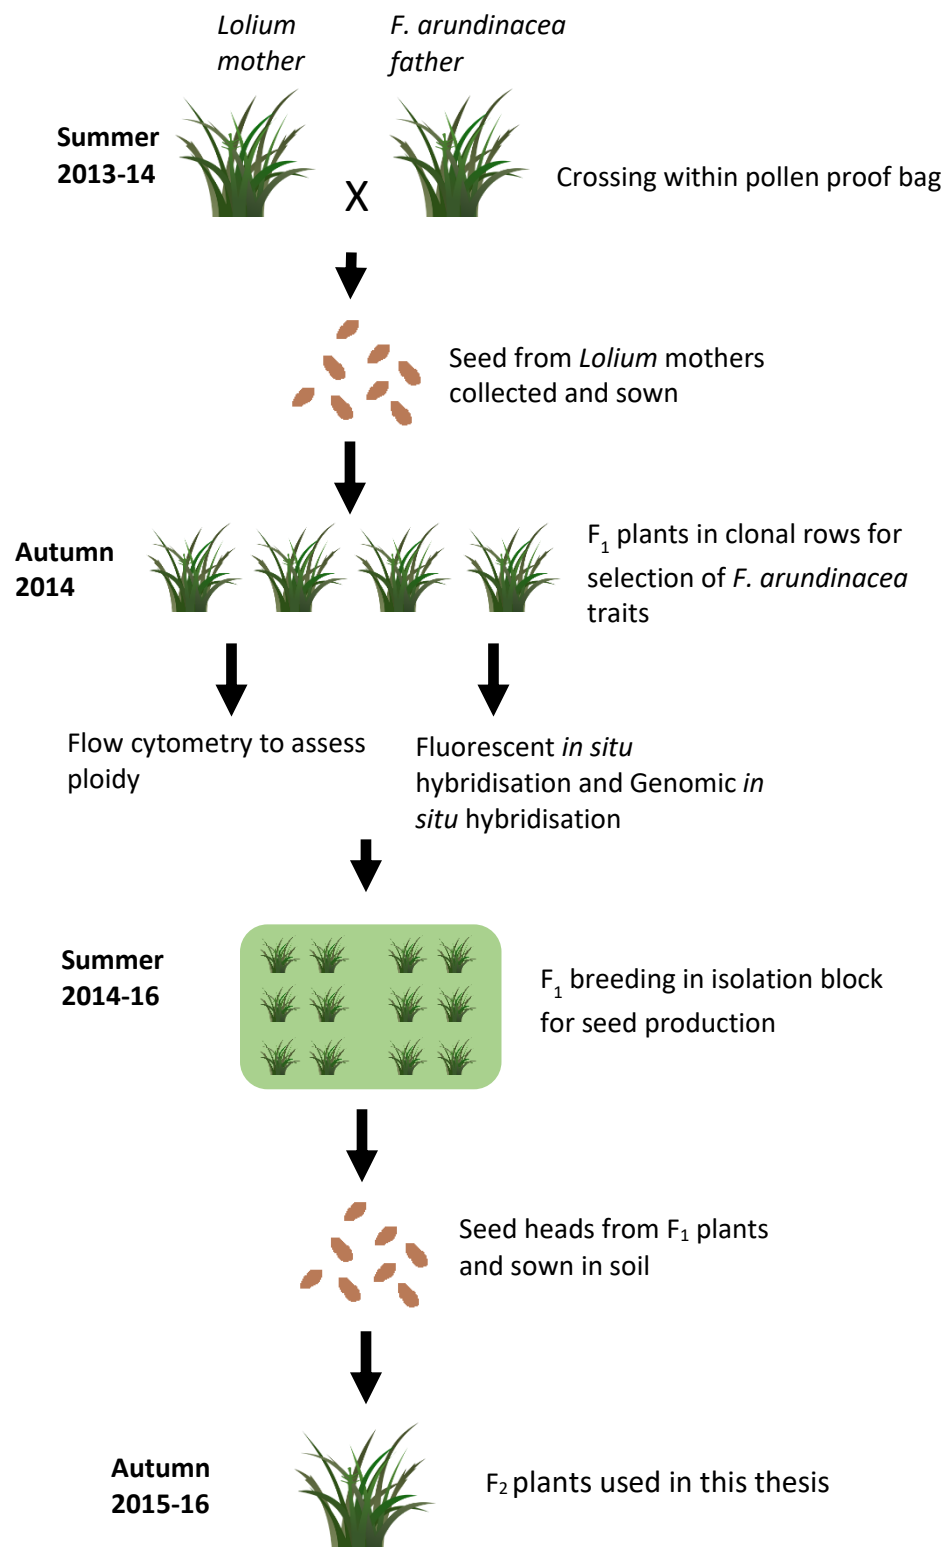 Lolium
mother
F. arundinacea
father
Summer
2013-14
X
Crossing within pollen proof bag
Seed from Lolium mothers
collected and sown
Autumn
2014
F1 plants in clonal rows for
selection of F. arundinacea
traits
Flow cytometry to assess
ploidy
Fluorescent in situ
hybridisation and Genomic in
situ hybridisation
Summer
2014-16
F1 breeding in isolation block
for seed production
Seed heads from F1 plants
and sown in soil
Autumn
2015-16
F2 plants used in this thesis